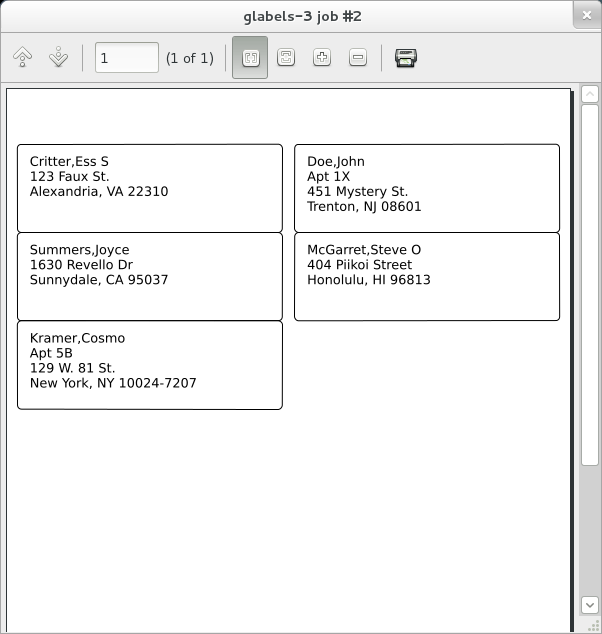 glabels-3 job #2
1 (1 of 1)
Critter,Ess S
123 Faux St.
Alexandria, VA 22310
Doe,John
Apt 1X
451 Mystery St.
Trenton, NJ 08601
Summers,Joyce
1630 Revello Dr
Sunnydale, CA 95037
McGarret,Steve O
404 Piikoi Street
Honolulu, HI 96813
Kramer,Cosmo
Apt 5B
129 W. 81 St.
New York, NY 10024-7207